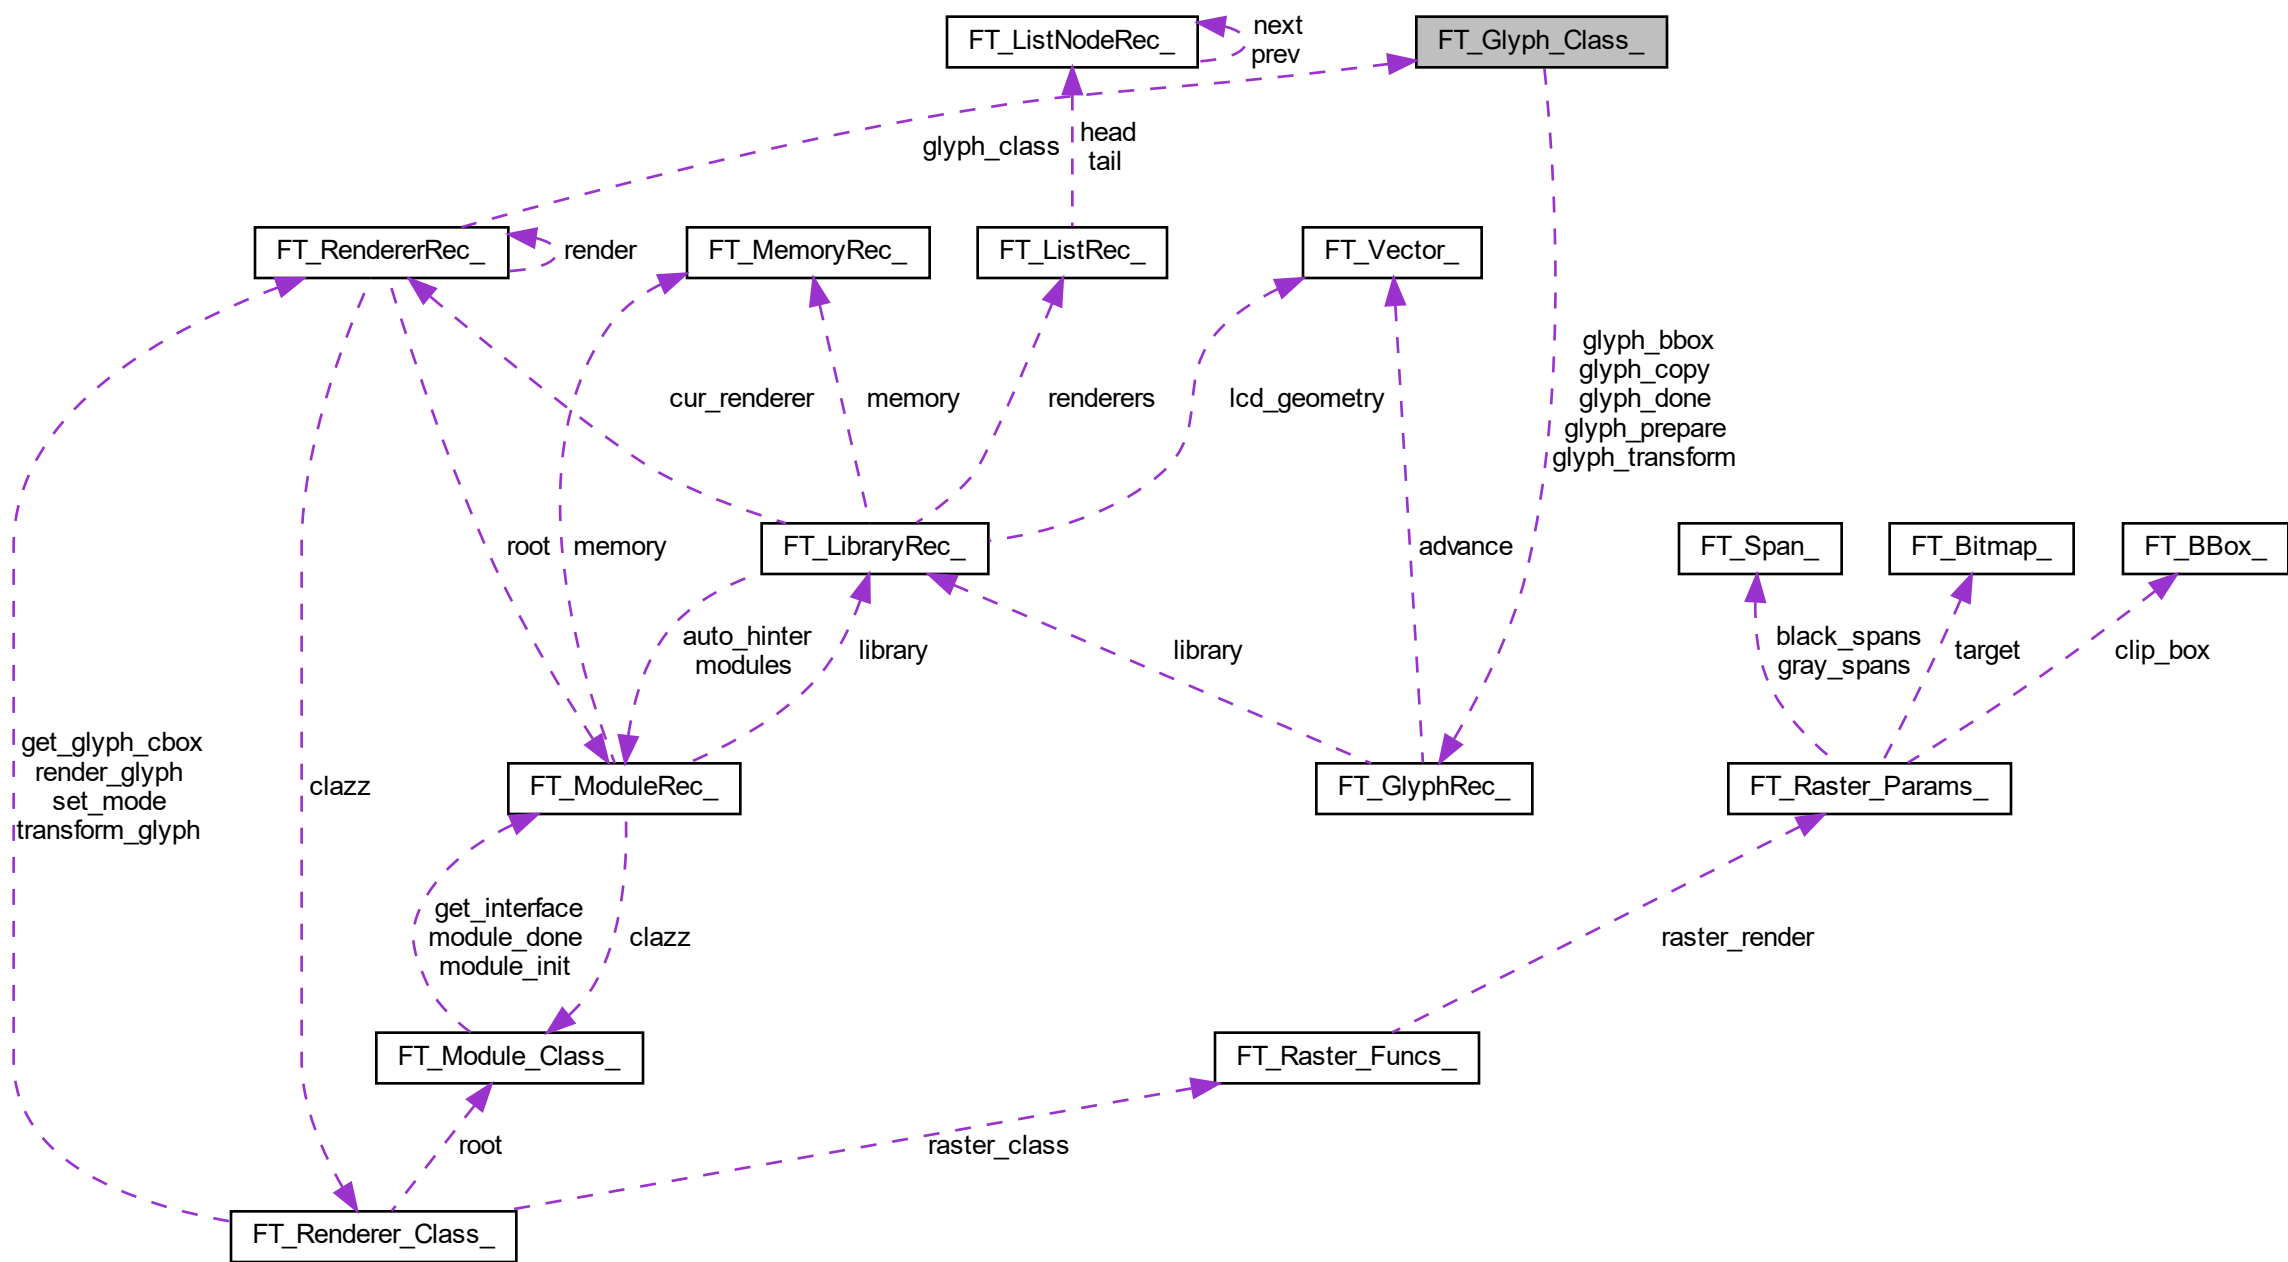 FT_ListNodeRec_
next
prev
FT_Glyph_Class_
glyph_class
head
tail
FT_RendererRec_
render
FT_MemoryRec_
FT_ListRec_
FT_Vector_
glyph_bbox
glyph_copy
glyph_done
glyph_prepare
glyph_transform
cur_renderer
memory
renderers
lcd_geometry
root
memory
FT_LibraryRec_
advance
FT_Span_
FT_Bitmap_
FT_BBox_
auto_hinter
modules
library
library
black_spans
gray_spans
target
clip_box
get_glyph_cbox
render_glyph
set_mode
transform_glyph
clazz
FT_ModuleRec_
FT_GlyphRec_
FT_Raster_Params_
get_interface
module_done
module_init
clazz
raster_render
FT_Module_Class_
FT_Raster_Funcs_
root
raster_class
FT_Renderer_Class_